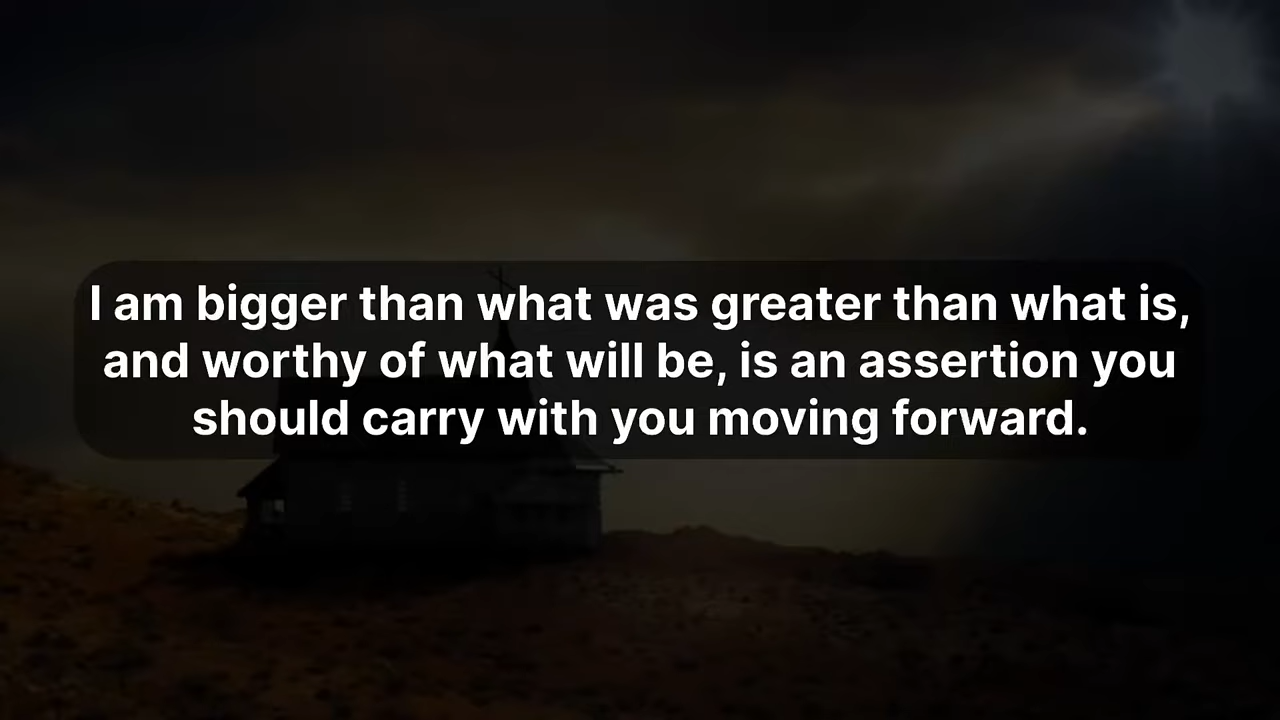 I am bigger than what was greater than what is,
and worthy of what will be, is an assertion you
should carry with you moving forward.